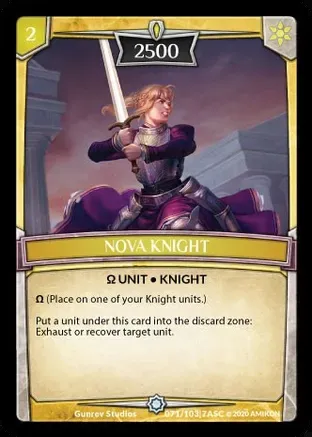 2
2500
NOVA KNIGHT
Ω UNIT • KNIGHT
Ω (Place on one of your Knight units.)
Put a unit under this card into the discard zone:
Exhaust or recover target unit.
Gunrev Studios 071/103|ZASC ©2020 AMIKON